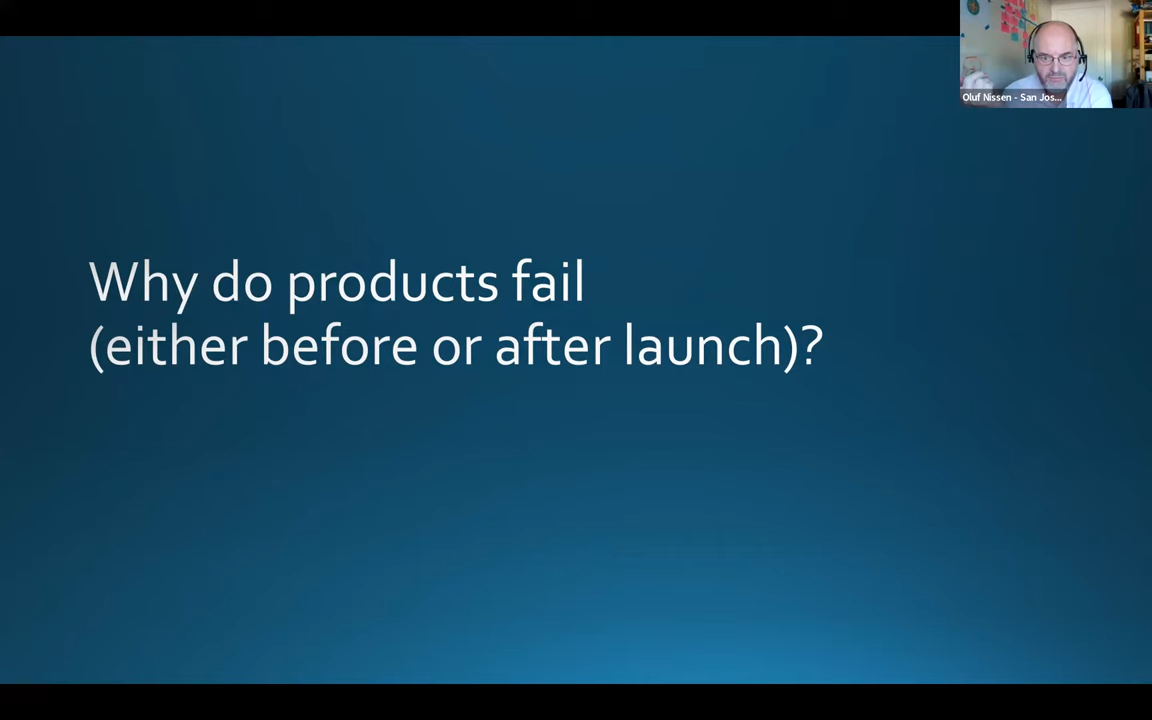 Oluf Nissen - San Jos...
Why do products fail
(either before or after launch)?